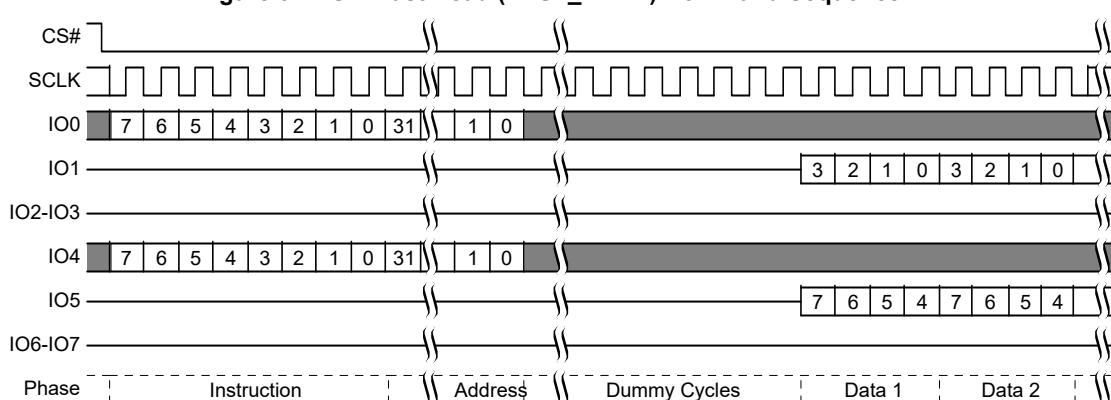 CS#
SCLK
IO0 7 6 5 4 3 2 1 0 31 1 0
IO1 3 2 1 0 3 2 1 0
IO2-IO3
IO4 7 6 5 4 3 2 1 0 31 1 0
IO5 7 6 5 4 7 6 5 4
IO6-IO7
Phase Instruction Address Dummy Cycles Data 1 Data 2